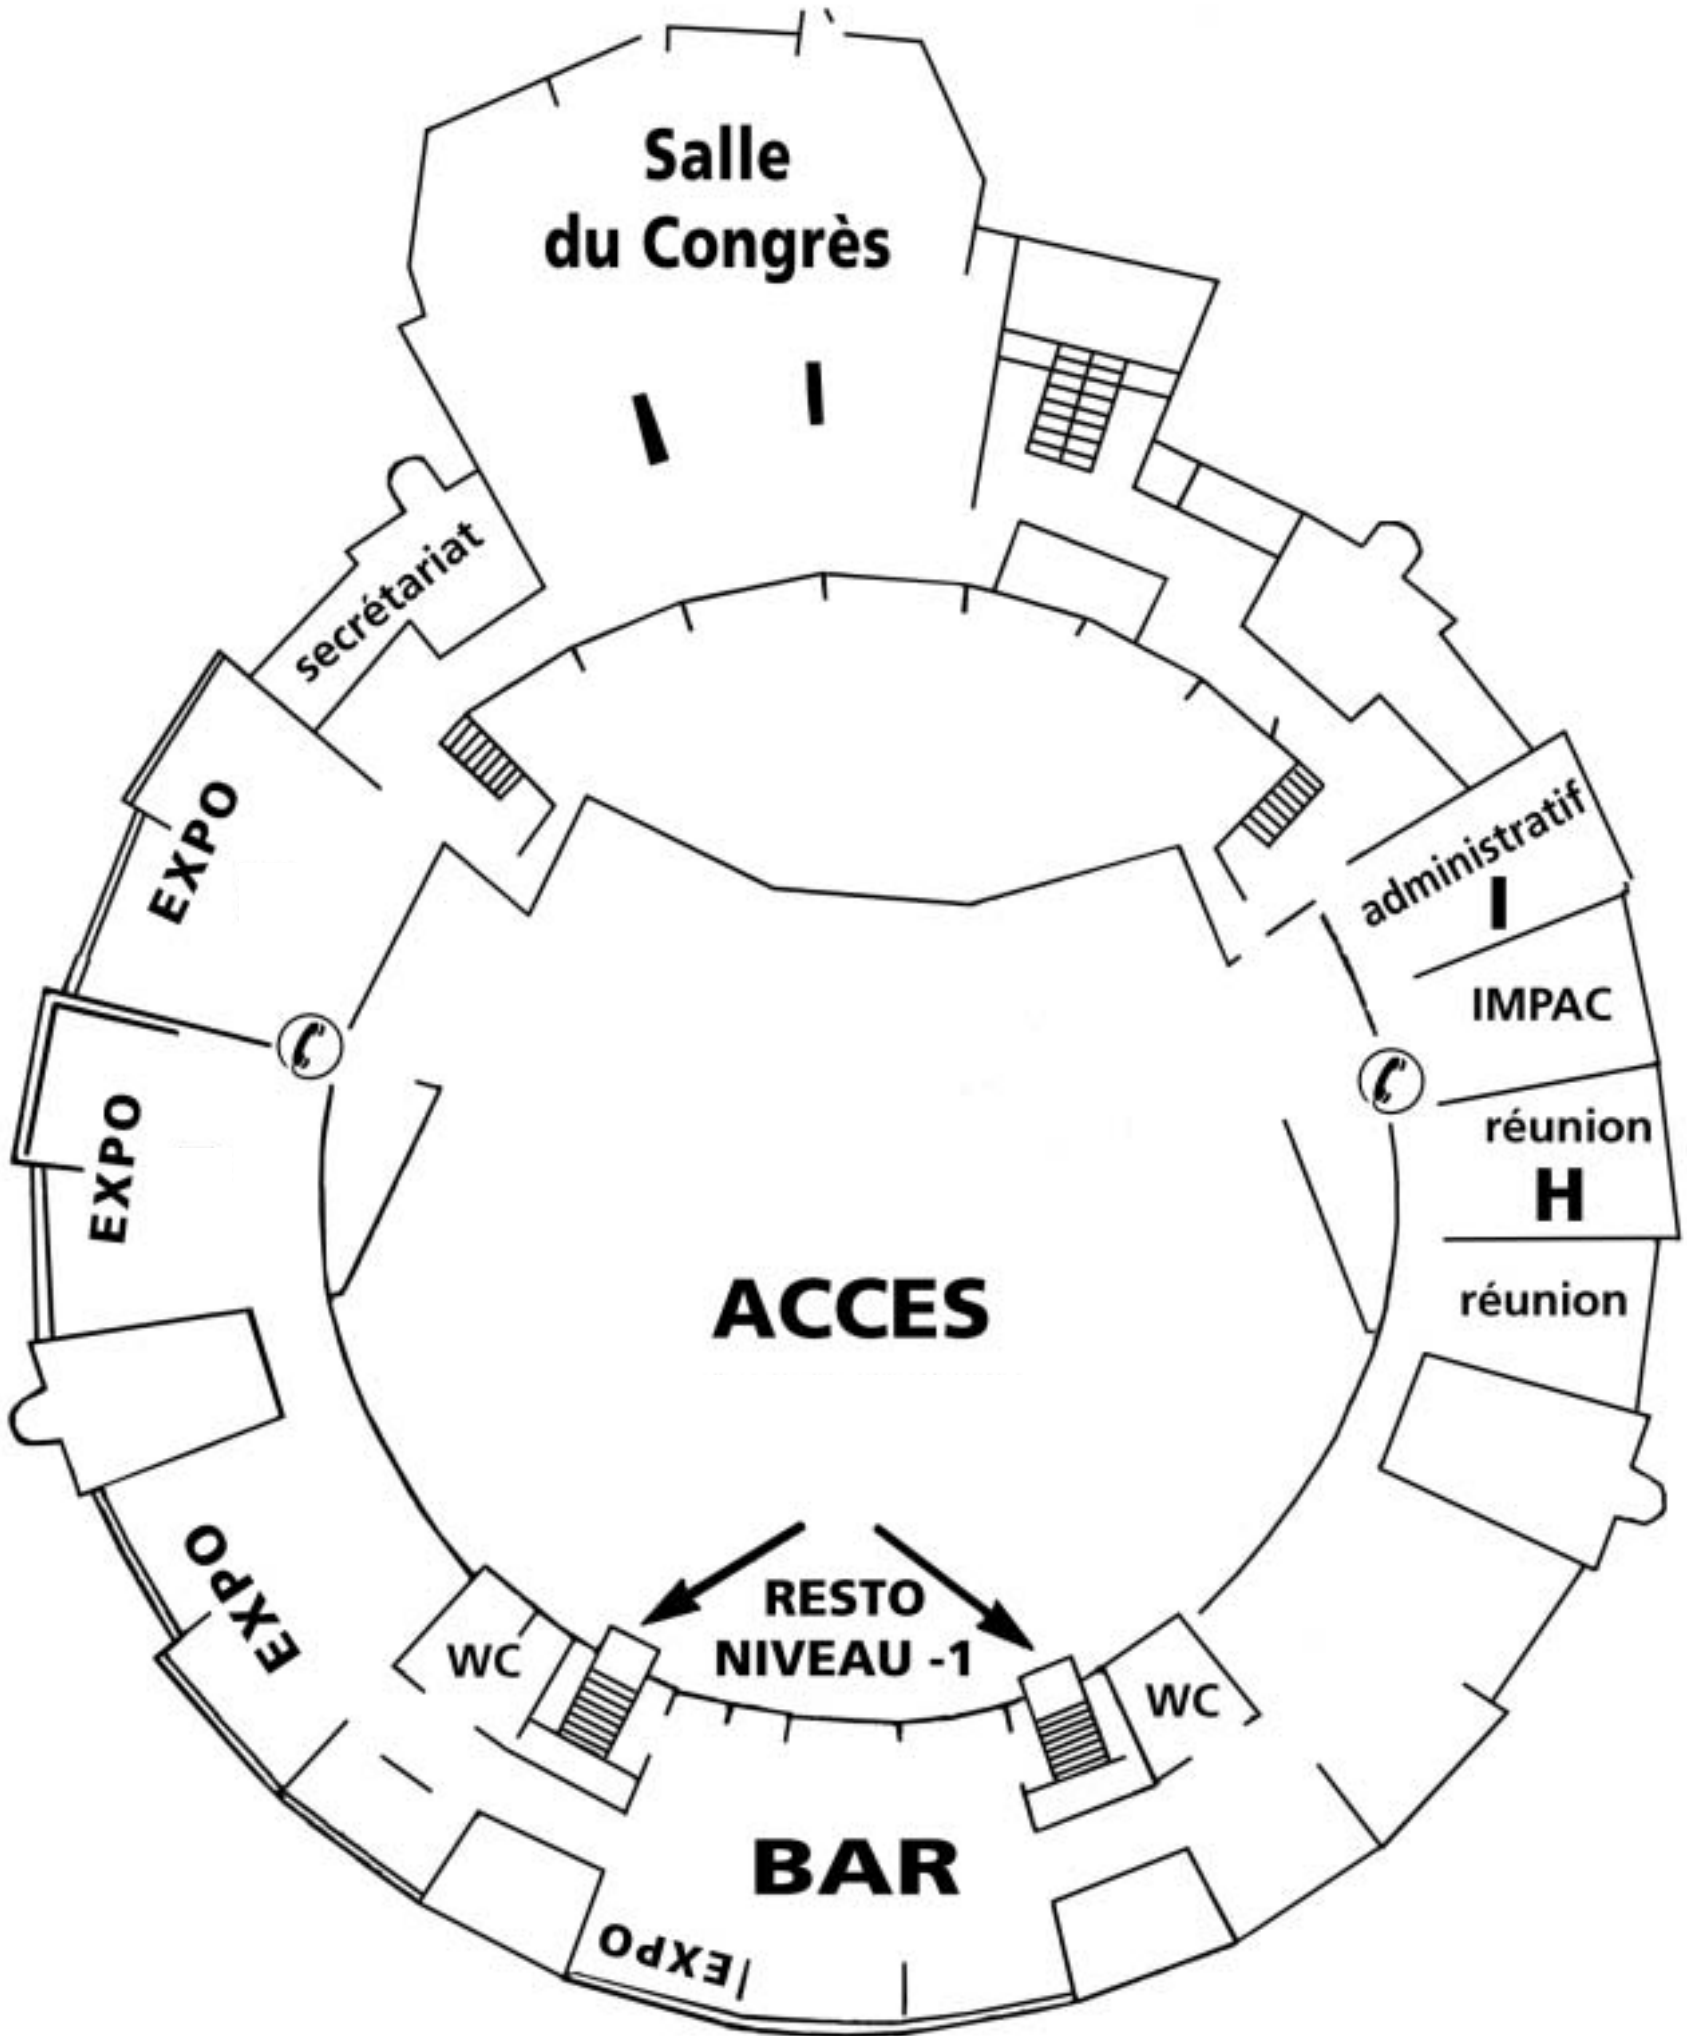 Salle
du Congrès
I I
secrétariat
EXPO
administratif
I
IMPAC
EXPO
réunion
H
ACCES
réunion
EXPO
RESTO
NIVEAU -1
WC
WC
BAR
EXPO